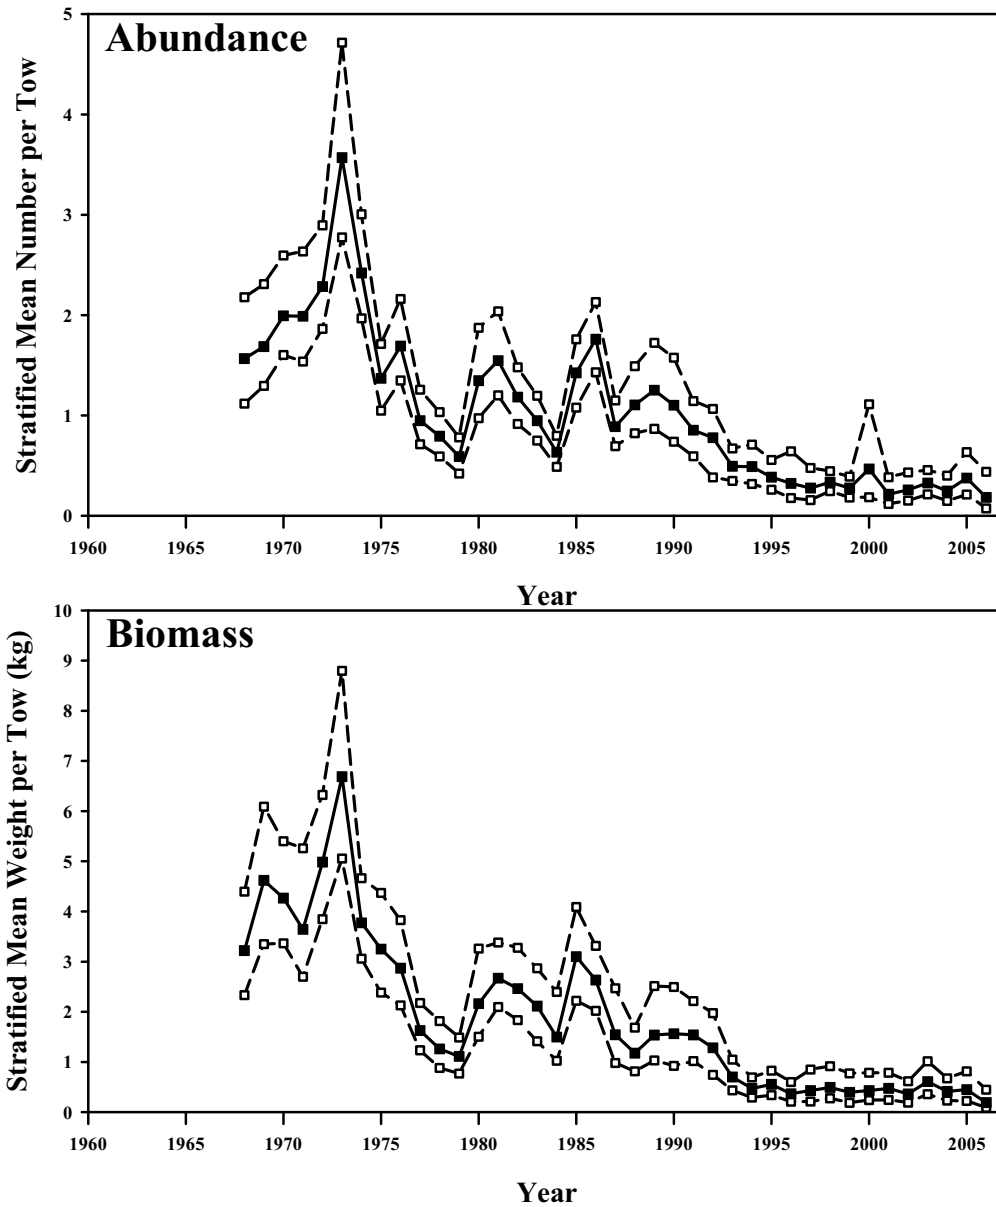 Abundance
Stratified Mean Number per Tow
5
4
3
2
1
0
1960 1965 1970 1975 1980 1985 1990 1995 2000 2005
Year
Biomass
Stratified Mean Weight per Tow (kg)
10
9
8
7
6
5
4
3
2
1
0
1960 1965 1970 1975 1980 1985 1990 1995 2000 2005
Year